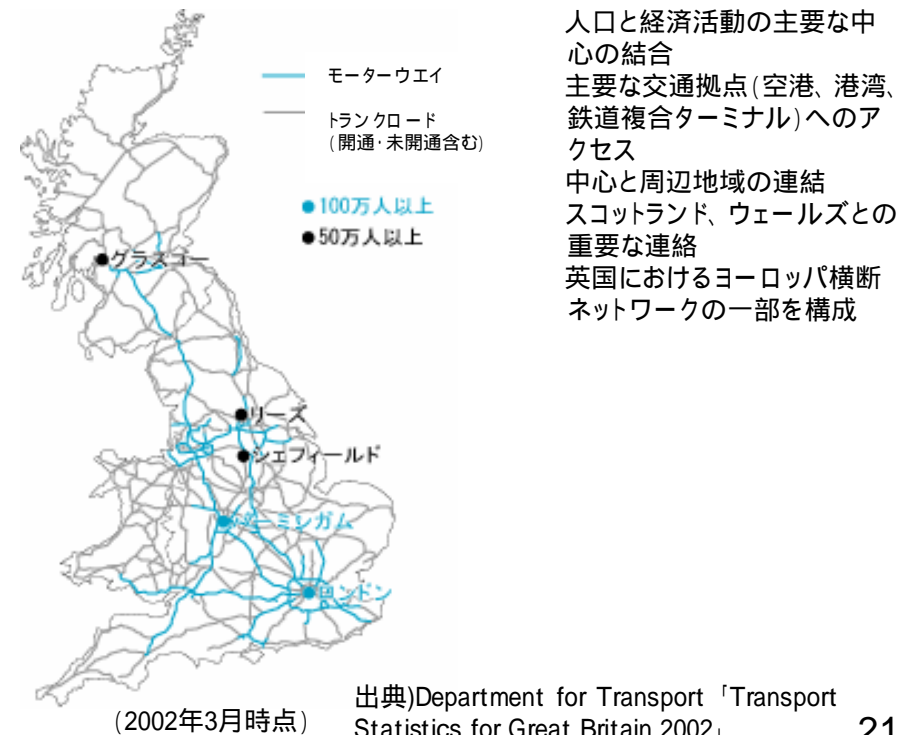 人口と経済活動の主要な中
心の結合
主要な交通拠点(空港、港湾、
鉄道複合ターミナル)へのア
クセス
中心と周辺地域の連結
スコットランド、ウェールズとの
重要な連絡
英国におけるヨーロッパ横断
ネットワークの一部を構成
モーターウエイ
トランクロード
(開通・未開通含む)
●100万人以上
●50万人以上
グラスゴー
リーズ
シェフィールド
バーミンガム
ロンドン
(2002年3月時点)
出典)Department for Transport「Transport
Statistics for Great Britain 2002」
21